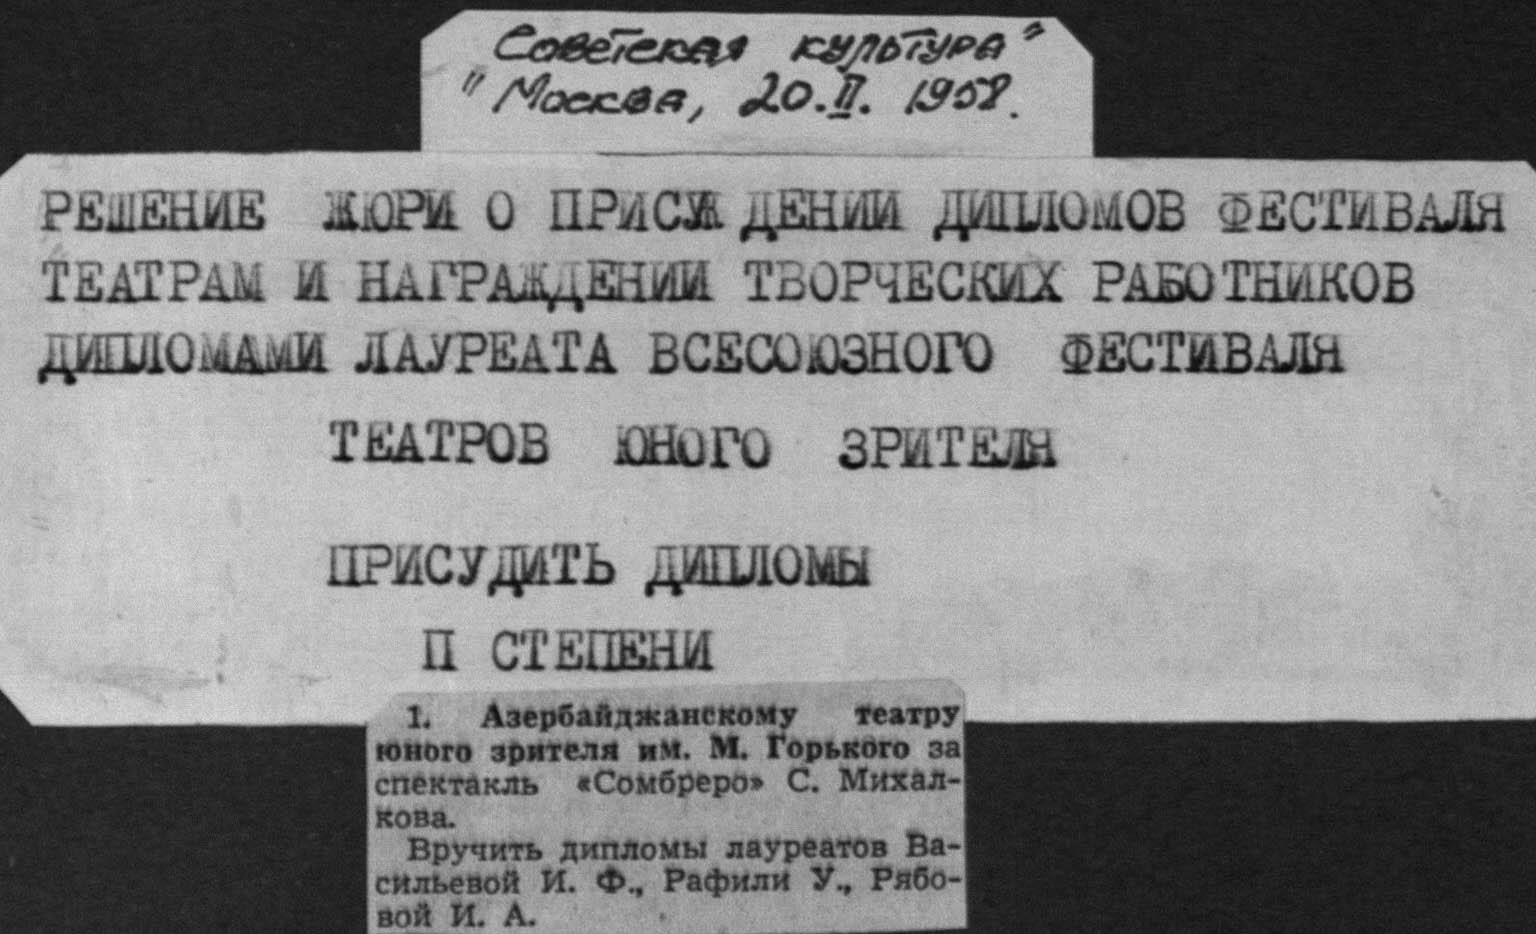 Советская культура"
"Москва, 20.II. 1958.
РЕШЕНИЕ ЖЮРИ О ПРИСУЖДЕНИИ ДИПЛОМОВ ФЕСТИВАЛЯ
ТЕАТРАМ И НАГРАЖДЕНИИ ТВОРЧЕСКИХ РАБОТНИКОВ
ДИПЛОМАМИ ЛАУРЕАТА ВСЕСОЮЗНОГО ФЕСТИВАЛЯ
ТЕАТРОВ ЮНОГО ЗРИТЕЛЯ
ПРИСУДИТЬ ДИПЛОМЫ
П СТЕПЕНИ
1. Азербайджанскому театру
юного зрителя им. М. Горького за
спектакль «Сомбреро» С. Михал-
кова.
Вручить дипломы лауреатов Ва-
сильевой И. Ф., Рафили У., Рябо-
вой И. А.